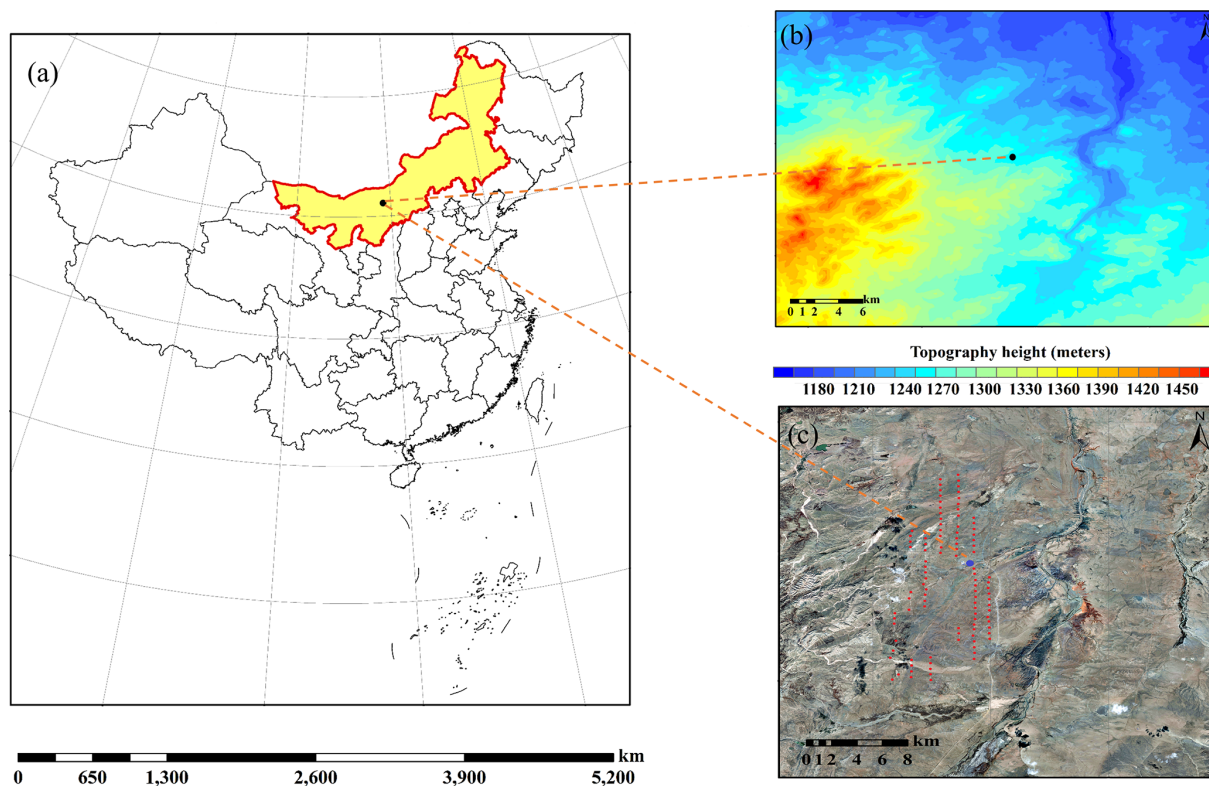 (a)
0 650 1,300 2,600 3,900 5,200 km
(b)
N
km
0 1 2 4 6
Topography height (meters)
1180 1210 1240 1270 1300 1330 1360 1390 1420 1450
(c)
N
km
0 1 2 4 6 8